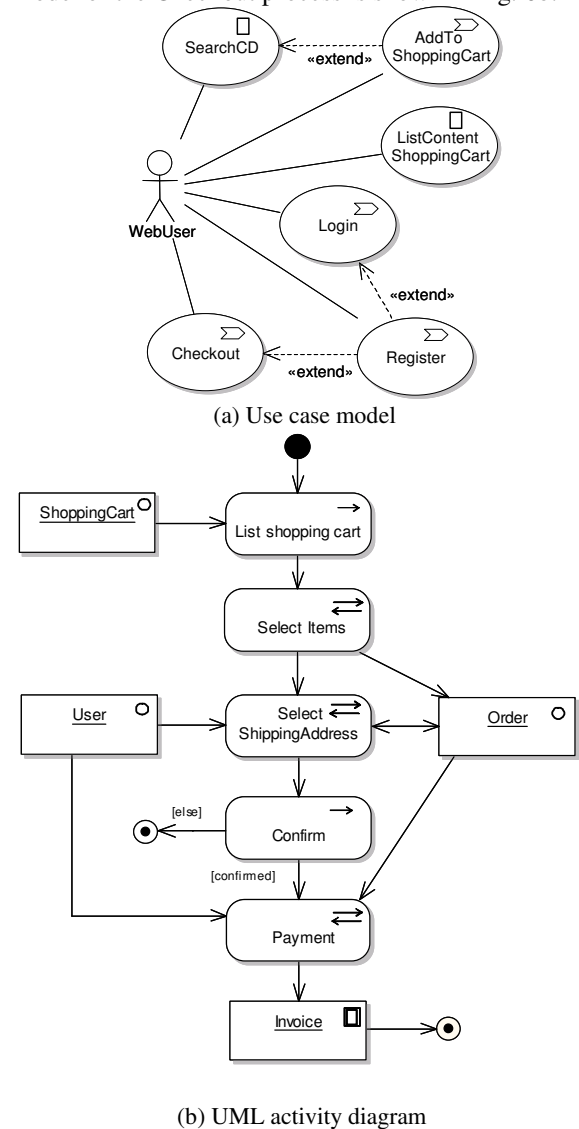 SearchCD
«extend»
AddTo
ShoppingCart
ListContent
ShoppingCart
WebUser
Login
«extend»
Checkout
«extend»
Register
(a) Use case model
ShoppingCart
List shopping cart
Select Items
User
Select
ShippingAddress
Order
[else]
Confirm
[confirmed]
Payment
Invoice
(b) UML activity diagram